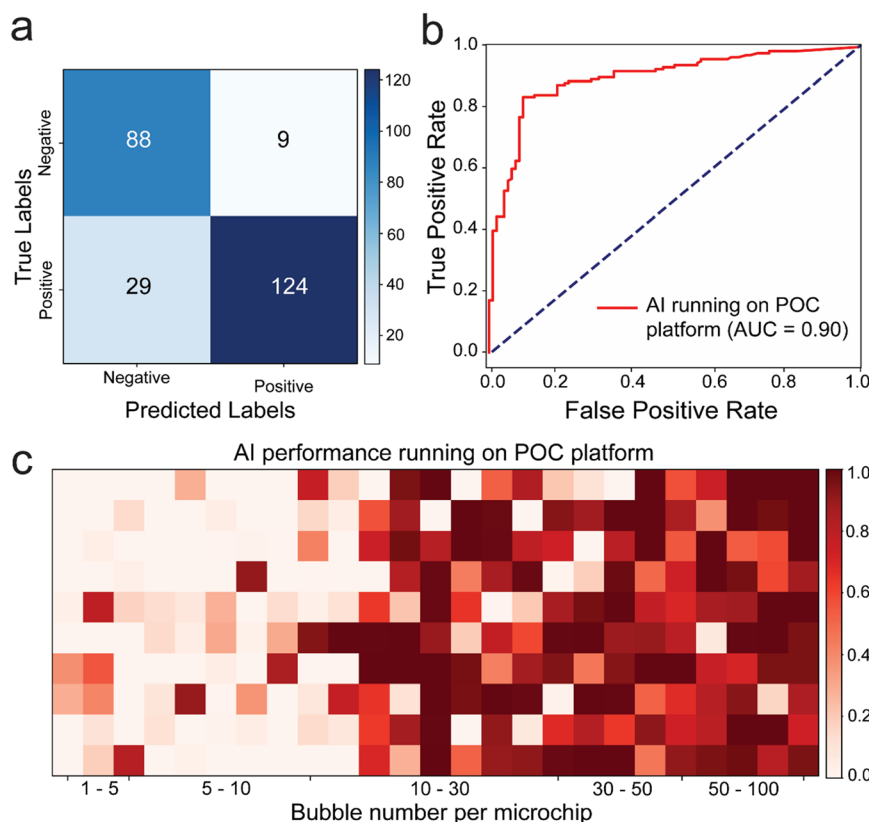 a
88
9
29
124
Negative
Positive
True Labels
Negative
Positive
Predicted Labels
120
100
80
60
40
20
b
1.0
0.8
0.6
0.4
0.2
0.0
True Positive Rate
AI running on POC
platform (AUC = 0.90)
0.0
0.2
0.4
0.6
0.8
1.0
False Positive Rate
c
AI performance running on POC platform
1.0
0.8
0.6
0.4
0.2
0.0
1 - 5
5 - 10
10 - 30
30 - 50
50 - 100
Bubble number per microchip